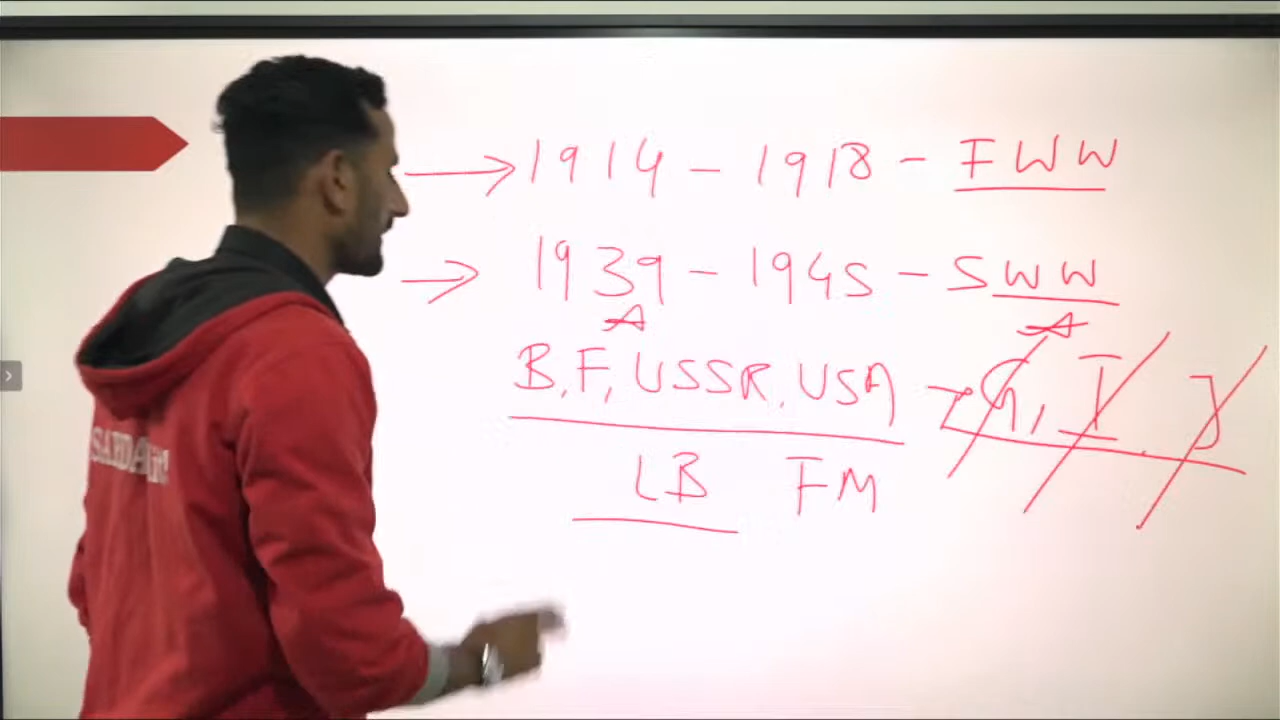 1914 - 1918 - FWW
1939 - 1945 - SWW
B, F, USSR, USA - G, I, J
LB FM